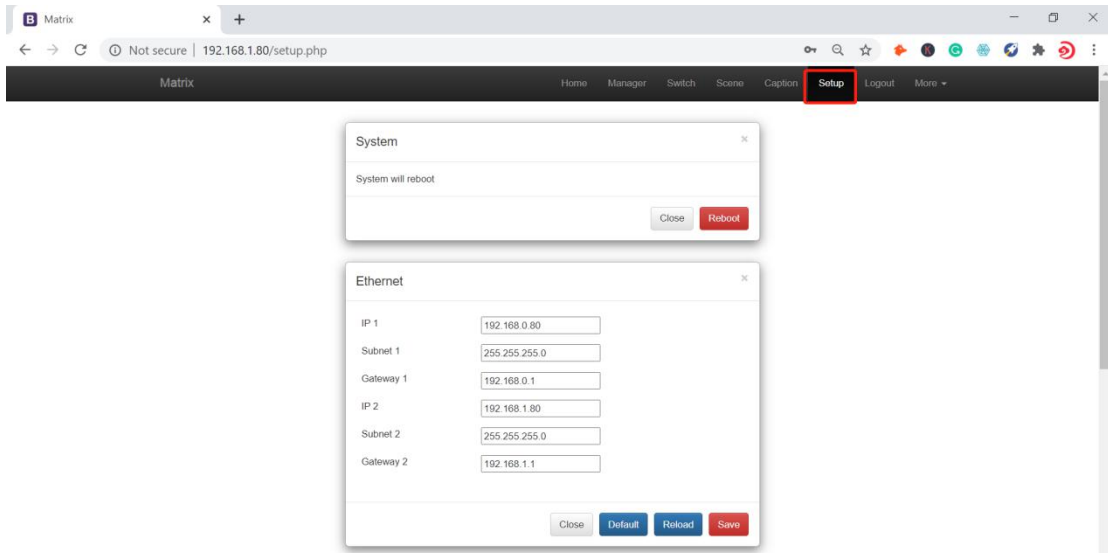 B Matrix × +
Not secure | 192.168.1.80/setup.php
Matrix Home Manager Switch Scene Caption Setup Logout More
System ×
System will reboot
Close Reboot
Ethernet ×
IP 1 192.168.0.80
Subnet 1 255.255.255.0
Gateway 1 192.168.0.1
IP 2 192.168.1.80
Subnet 2 255.255.255.0
Gateway 2 192.168.1.1
Close Default Reload Save